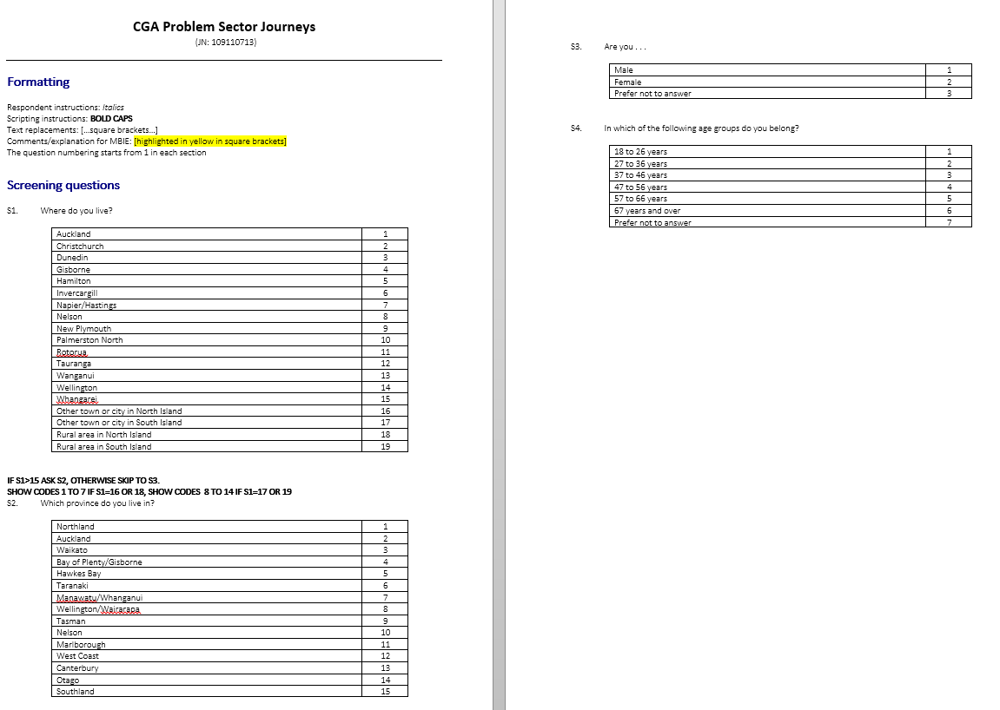 CGA Problem Sector Journeys
(JN: 109110713)
Formatting
Respondent instructions: Italics
Scripting instructions: BOLD CAPS
Text replacements: [...square brackets...]
Comments/explanation for MBIE: [highlighted in yellow in square brackets]
The question numbering starts from 1 in each section
Screening questions
S1. Where do you live?
Auckland 1
Christchurch 2
Dunedin 3
Gisborne 4
Hamilton 5
Invercargill 6
Napier/Hastings 7
Nelson 8
New Plymouth 9
Palmerston North 10
Rotorua 11
Tauranga 12
Wanganui 13
Wellington 14
Whangarei 15
Other town or city in North Island 16
Other town or city in South Island 17
Rural area in North Island 18
Rural area in South Island 19
IF S1>15 ASK S2, OTHERWISE SKIP TO S3.
SHOW CODES 1 TO 7 IF S1=16 OR 18, SHOW CODES 8 TO 14 IF S1=17 OR 19
S2. Which province do you live in?
Northland 1
Auckland 2
Waikato 3
Bay of Plenty/Gisborne 4
Hawkes Bay 5
Taranaki 6
Manawatu/Whanganui 7
Wellington/Wairarapa 8
Tasman 9
Nelson 10
Marlborough 11
West Coast 12
Canterbury 13
Otago 14
Southland 15
S3. Are you . . .
Male 1
Female 2
Prefer not to answer 3
S4. In which of the following age groups do you belong?
18 to 26 years 1
27 to 36 years 2
37 to 46 years 3
47 to 56 years 4
57 to 66 years 5
67 years and over 6
Prefer not to answer 7